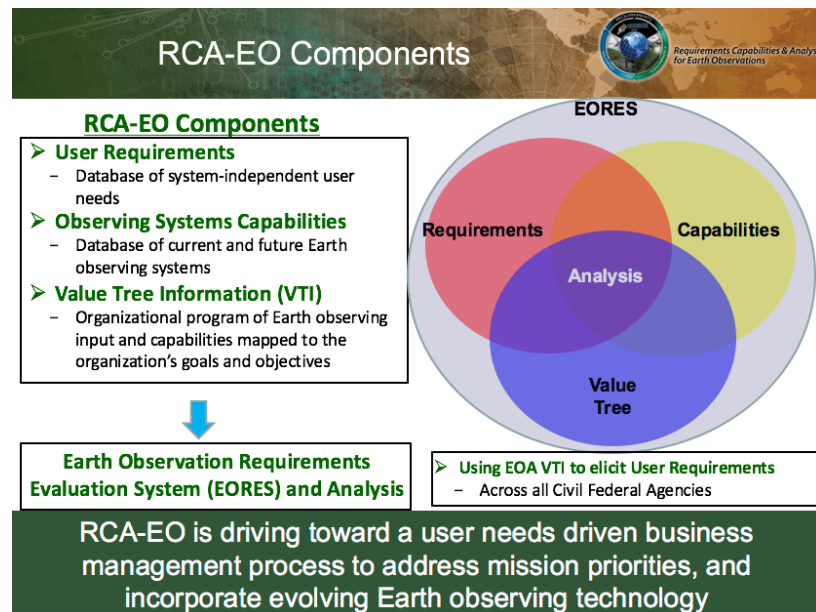 RCA-EO Components
Requirements Capabilities & Analysis
for Earth Observations
RCA-EO Components
➢ User Requirements
– Database of system-independent user
needs
➢ Observing Systems Capabilities
– Database of current and future Earth
observing systems
➢ Value Tree Information (VTI)
– Organizational program of Earth observing
input and capabilities mapped to the
organization's goals and objectives
Earth Observation Requirements
Evaluation System (EORES) and Analysis
EORES
Requirements
Capabilities
Analysis
Value
Tree
➢ Using EOA VTI to elicit User Requirements
– Across all Civil Federal Agencies
RCA-EO is driving toward a user needs driven business
management process to address mission priorities, and
incorporate evolving Earth observing technology